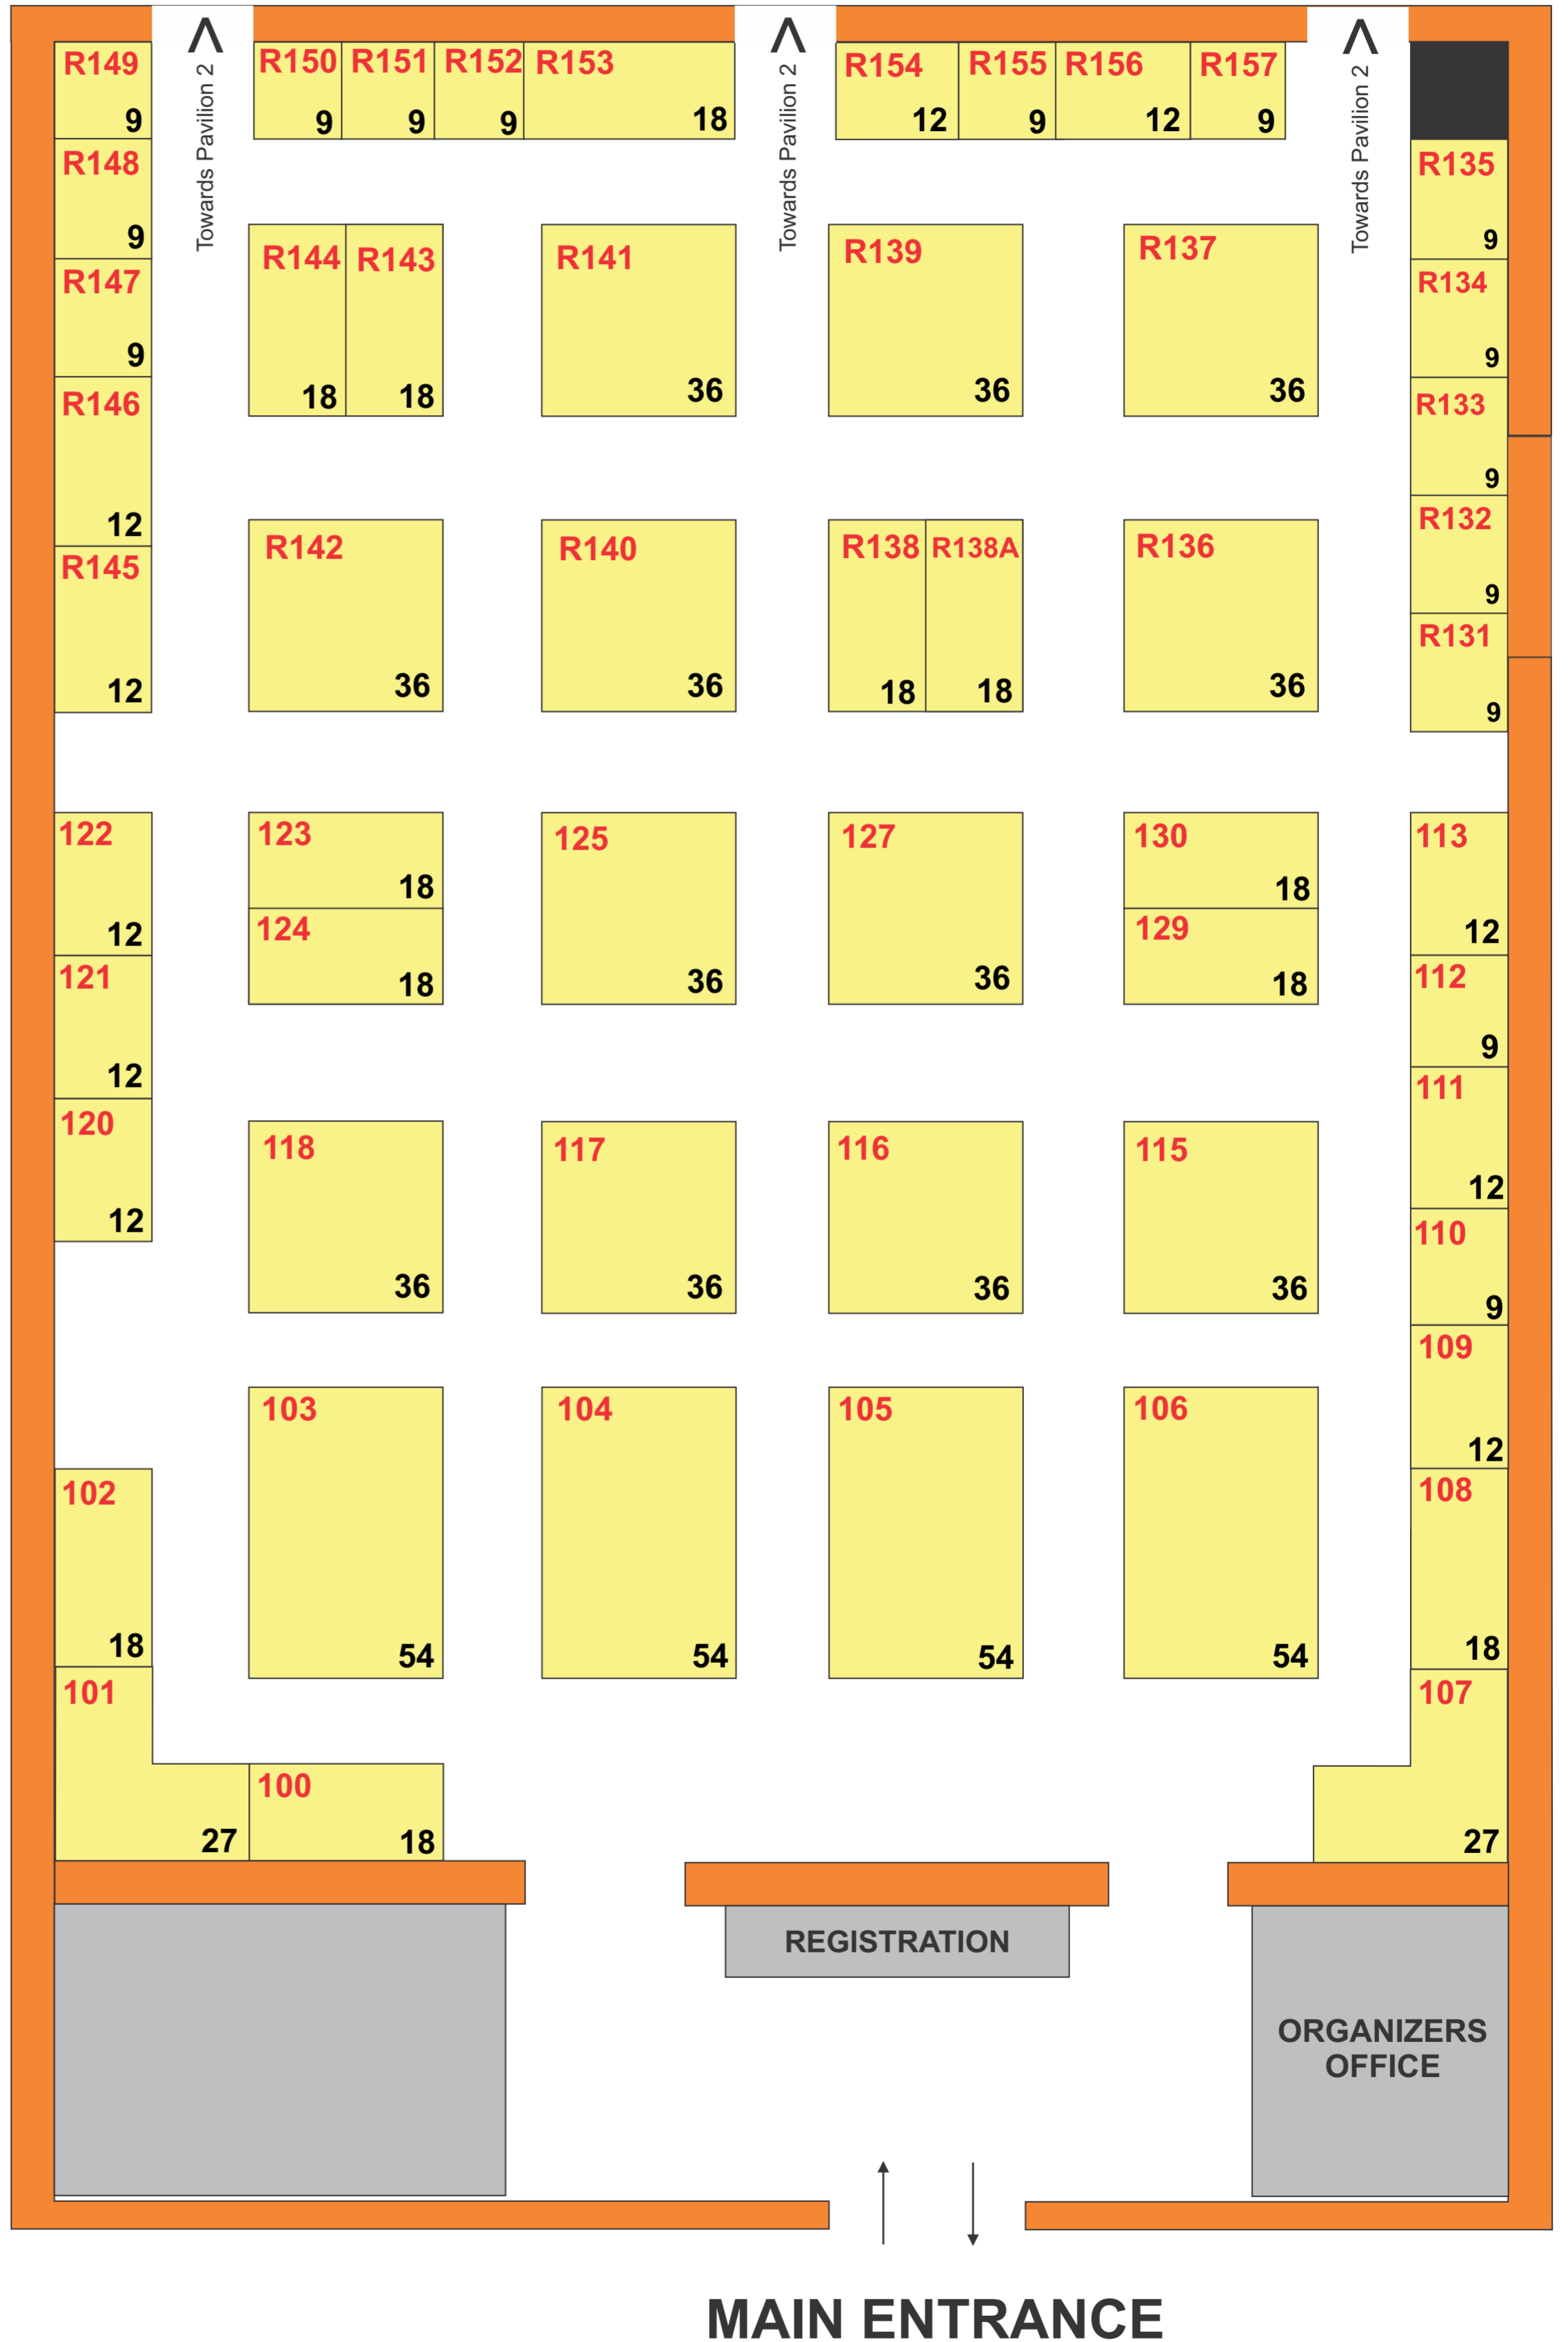 >
Towards Pavilion 2
>
Towards Pavilion 2
>
Towards Pavilion 2
R149
9
R150
9
R151
9
R152
9
R153
18
R154
12
R155
9
R156
12
R157
9
R148
9
R147
9
R146
12
R145
12
R135
9
R134
9
R133
9
R132
9
R131
9
R144
18
R143
18
R141
36
R139
36
R137
36
R142
36
R140
36
R138
18
R138A
18
R136
36
122
12
121
12
120
12
123
18
124
18
125
36
127
36
130
18
129
18
113
12
112
9
111
12
110
9
109
12
108
18
107
27
118
36
117
36
116
36
115
36
103
54
104
54
105
54
106
54
102
18
101
27
100
18
REGISTRATION
ORGANIZERS
OFFICE
MAIN ENTRANCE